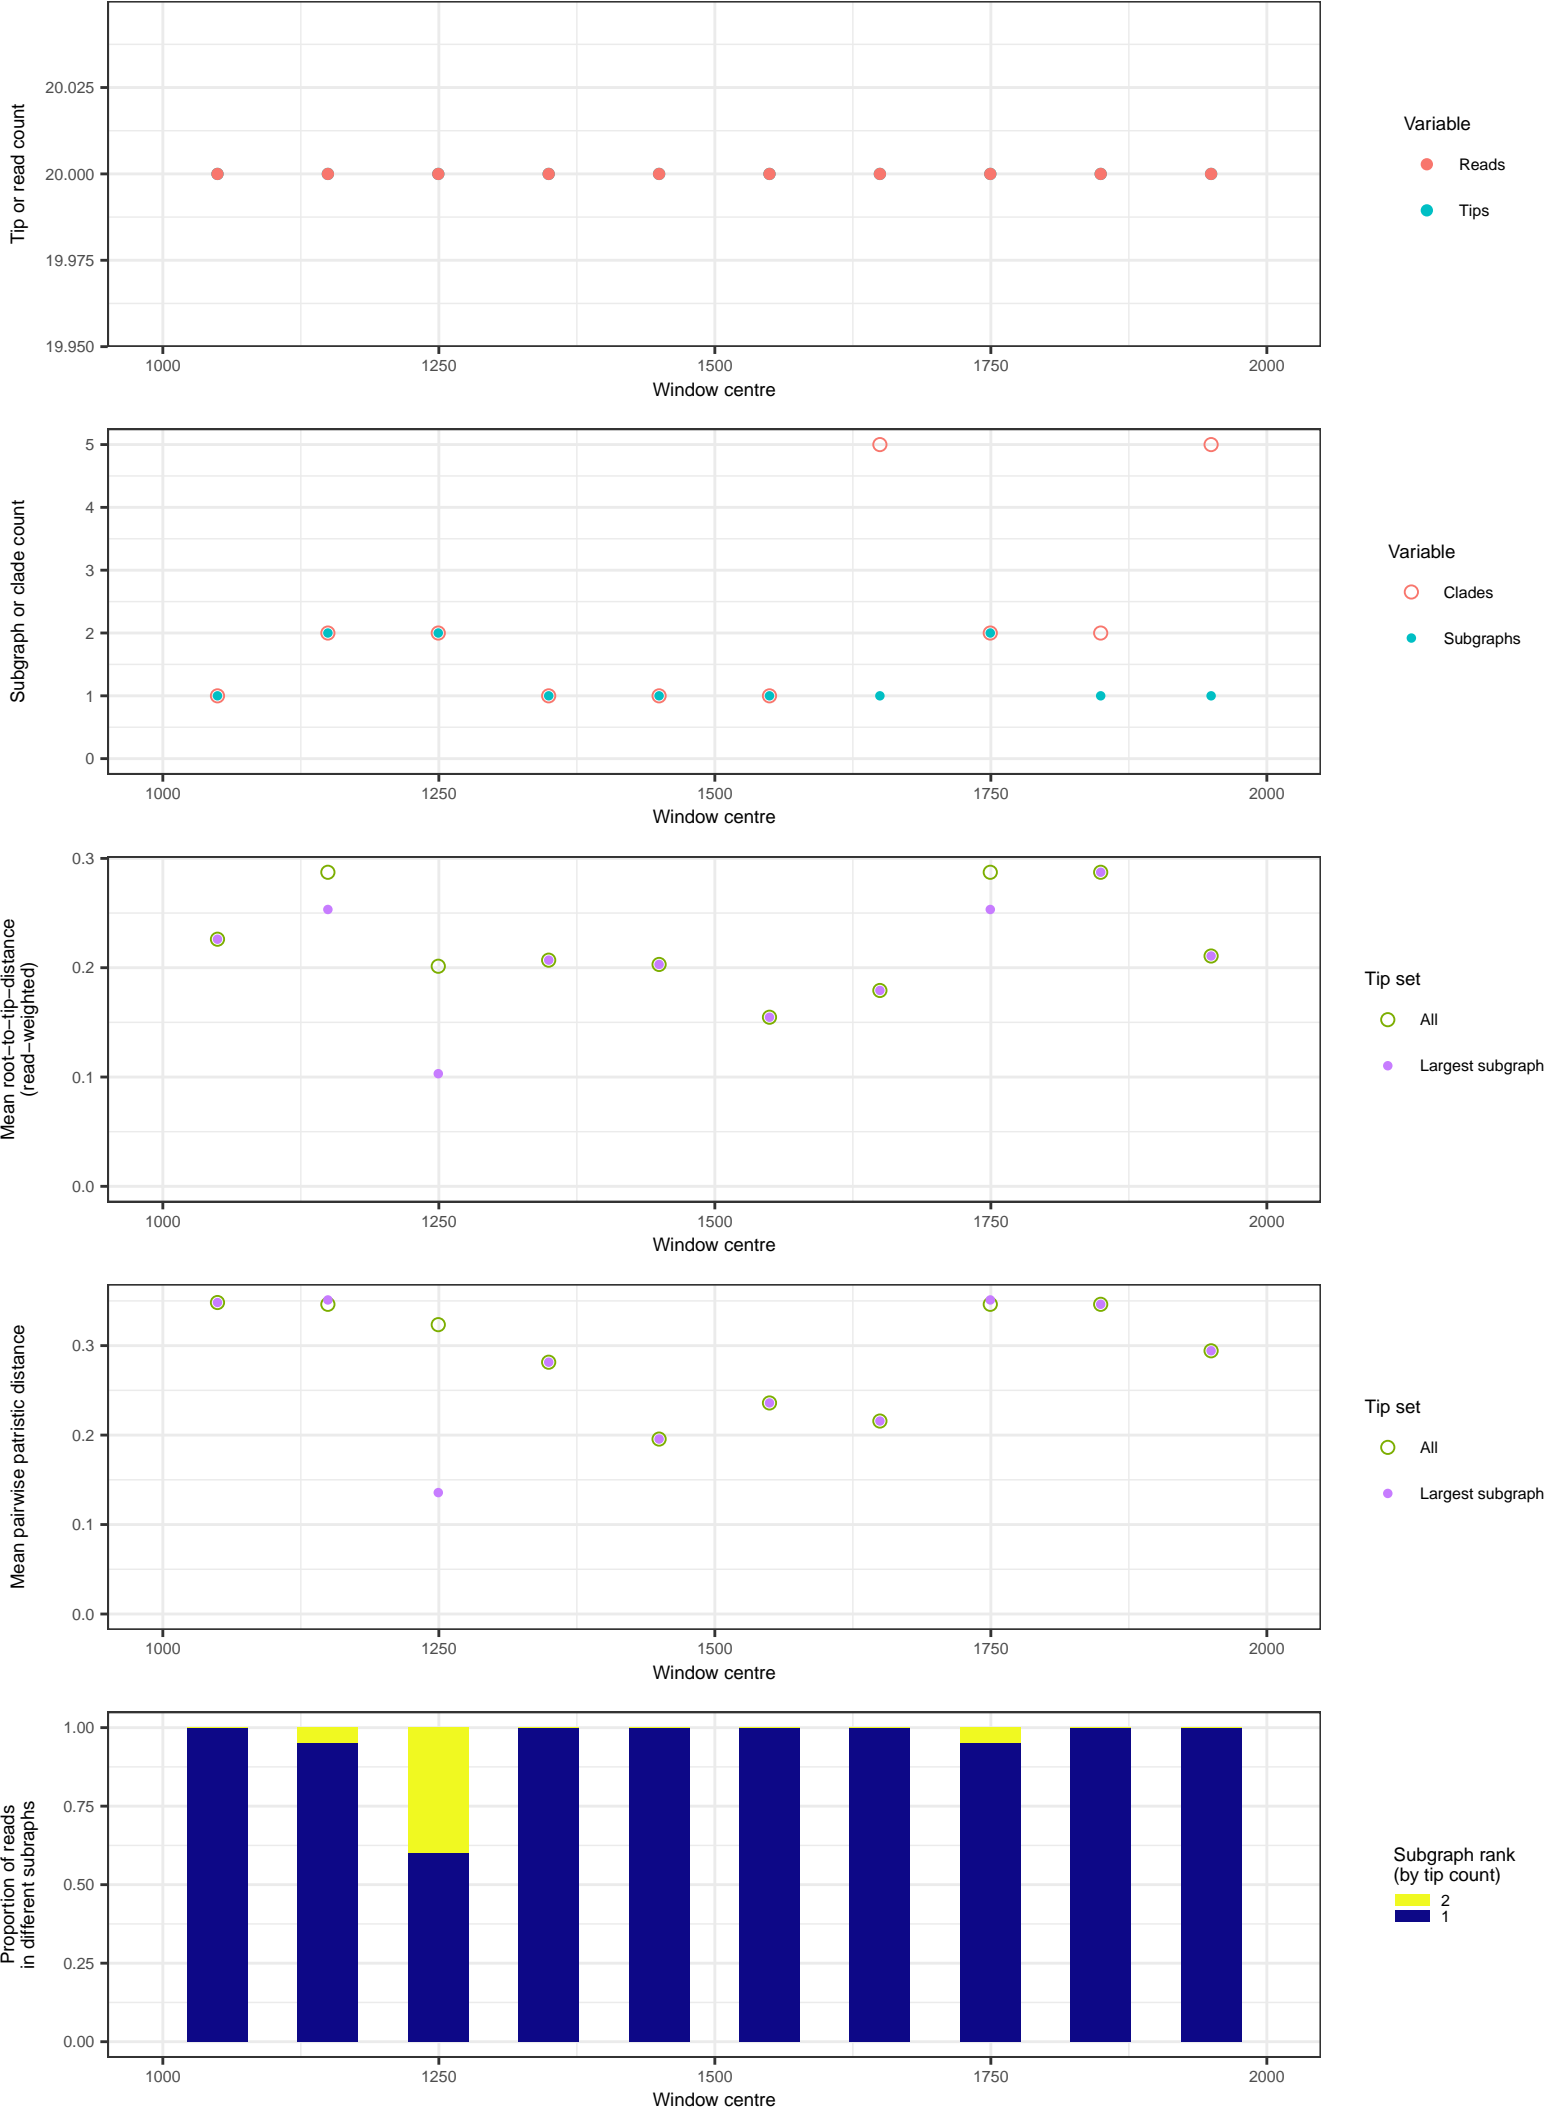 Tip or read count
20.025
20.000
19.975
19.950
1000 1250 1500 1750 2000
Window centre
Variable
Reads
Tips
Subgraph or clade count
5
4
3
2
1
0
1000 1250 1500 1750 2000
Window centre
Variable
Clades
Subgraphs
Mean root−to−tip−distance
(read−weighted)
0.3
0.2
0.1
0.0
1000 1250 1500 1750 2000
Window centre
Tip set
All
Largest subgraph
Mean pairwise patristic distance
0.3
0.2
0.1
0.0
1000 1250 1500 1750 2000
Window centre
Tip set
All
Largest subgraph
Proportion of reads
in different subraphs
1.00
0.75
0.50
0.25
0.00
1000 1250 1500 1750 2000
Window centre
Subgraph rank
(by tip count)
2
1